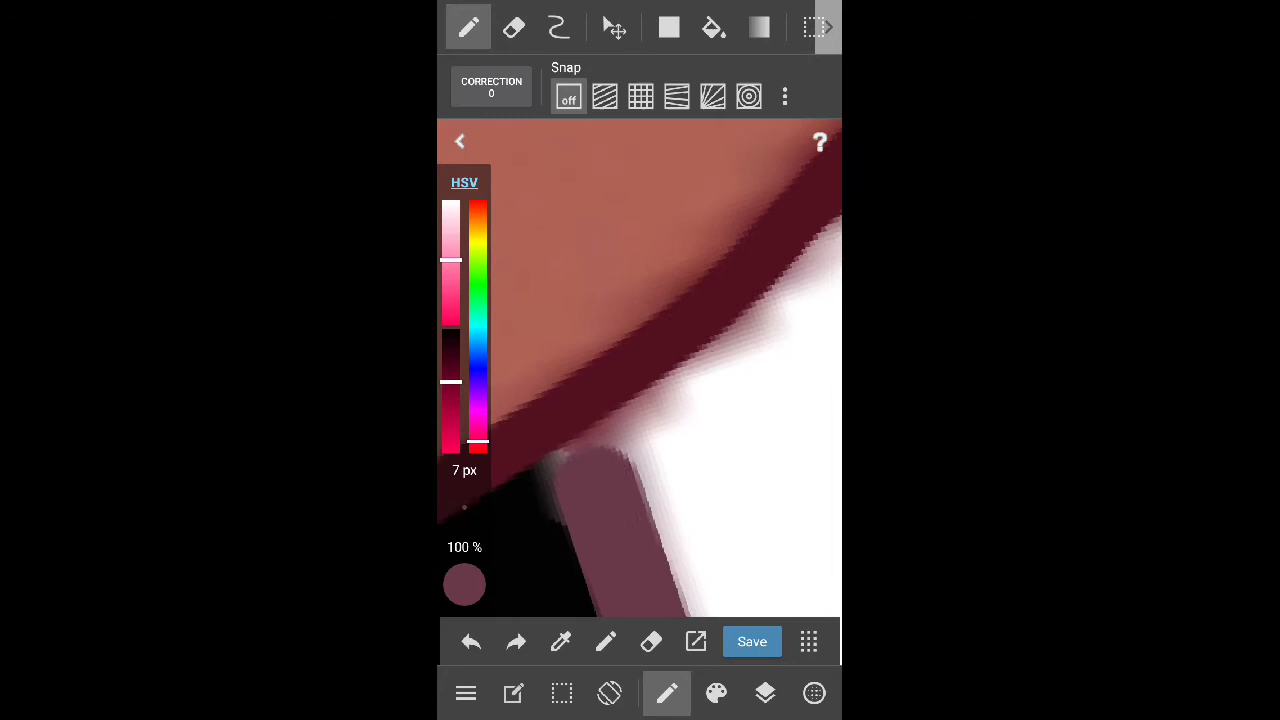 CORRECTION
0
Snap
off
?
HSV
7 px
100 %
Save